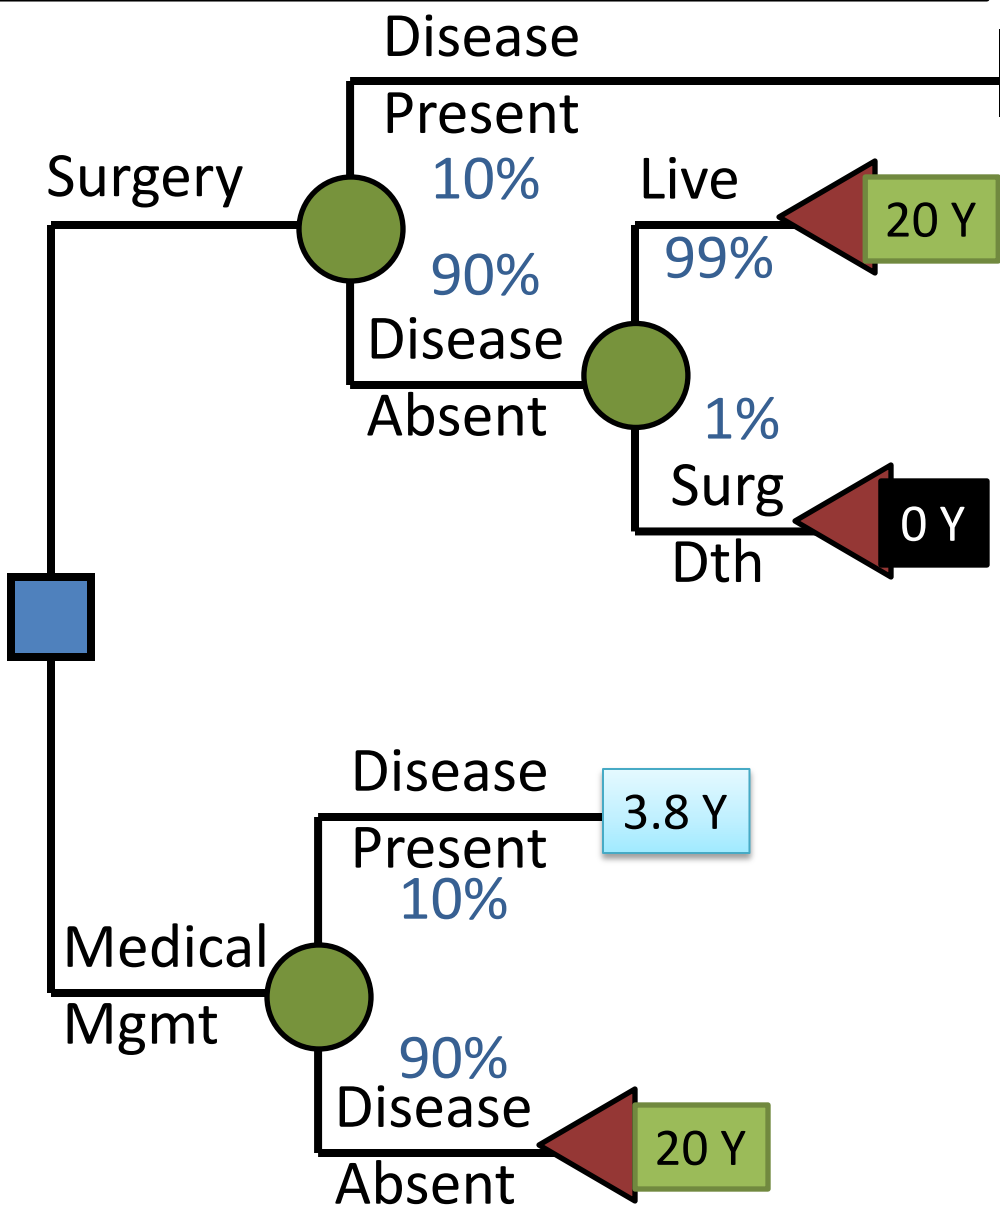 Disease
Present
10%
Surgery
Live
20 Y
99%
90%
Disease
Absent
1%
Surg
Dth
0 Y
Disease
Present
3.8 Y
10%
Medical
Mgmt
90%
Disease
Absent
20 Y